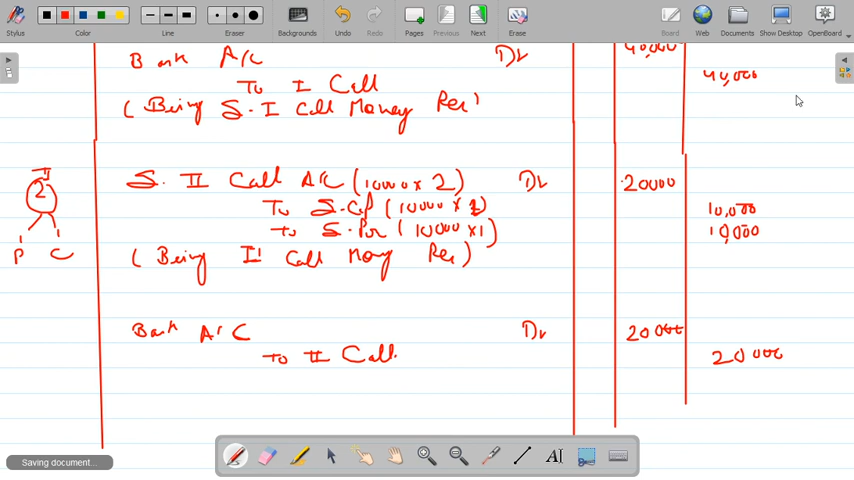 Stylus Color Line Eraser Backgrounds Undo Redo Pages Previous Next Erase Board Web Documents Show Desktop OpenBoard
40,000
Bank A/C Dr
40,000
To I Call
(Being S. I Call Money Rec)
II
2
P C
S. II Call A/C (10000 x 2) Dr 20000
To S. Cap (10000 x 1) 10,000
To S. Pre (10000 x 1) 10,000
(Being II Call Money Rec)
Bank A/C Dr 20000
To II Call 20000
Saving document...